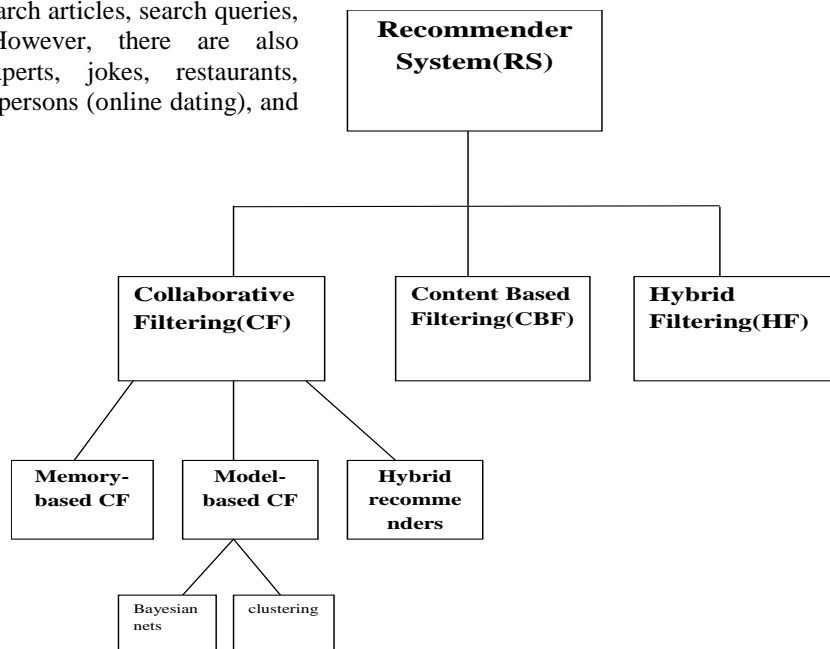 arch articles, search queries,
However, there are also
xperts, jokes, restaurants,
persons (online dating), and
Recommender
System(RS)
Collaborative
Filtering(CF)
Content Based
Filtering(CBF)
Hybrid
Filtering(HF)
Memory-
based CF
Model-
based CF
Hybrid
recomme
nders
Bayesian
nets
clustering